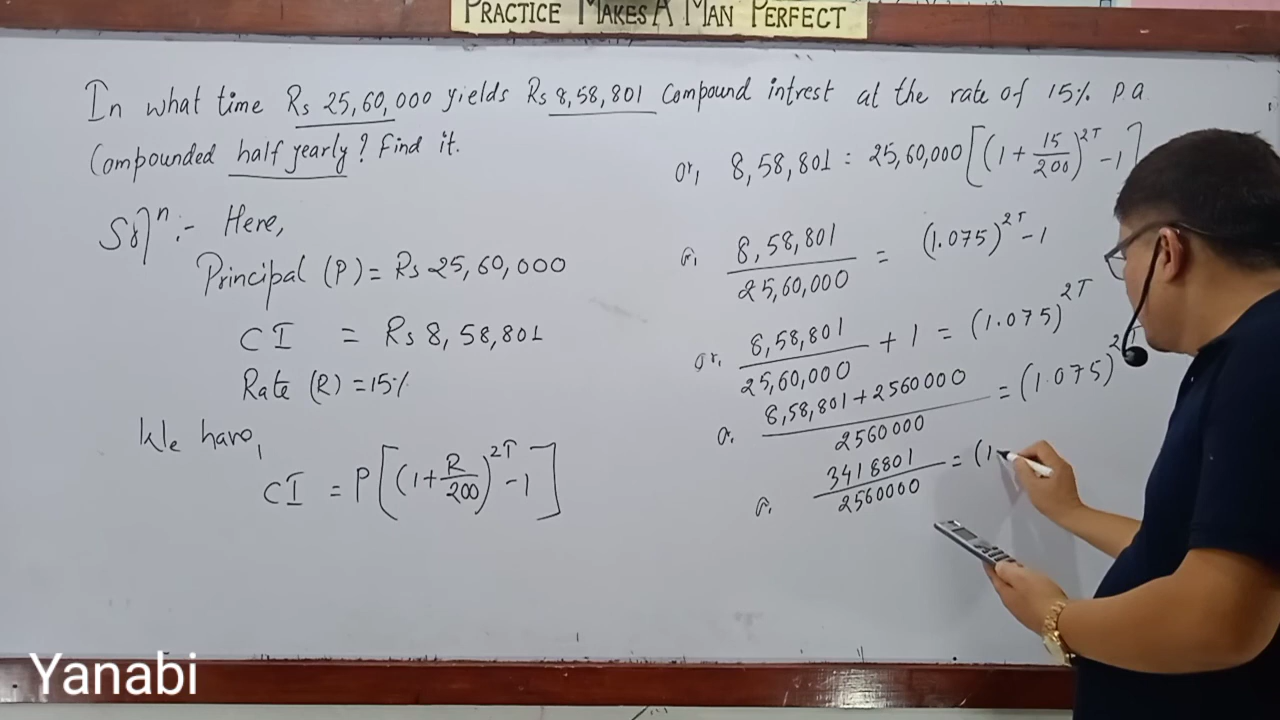 PRACTICE MAKES A MAN PERFECT
In what time Rs 25,60,000 yields Rs 8,58,801 Compound intrest at the rate of 15% p.a
Compounded half yearly? Find it.
Solⁿ:- Here,
Principal (P) = Rs 25,60,000
CI = Rs 8,58,801
Rate (R) = 15%
We have,
CI = P[(1+R/200)^2T -1]
or, 8,58,801 = 25,60,000[(1+15/200)^2T -1]
or, 8,58,801/25,60,000 = (1.075)^2T -1
or, 8,58,801/25,60,000 + 1 = (1.075)^2T
or, 8,58,801+2560000/2560000 = (1.075)^2T
or, 3418801/2560000 = (1
Yanabi